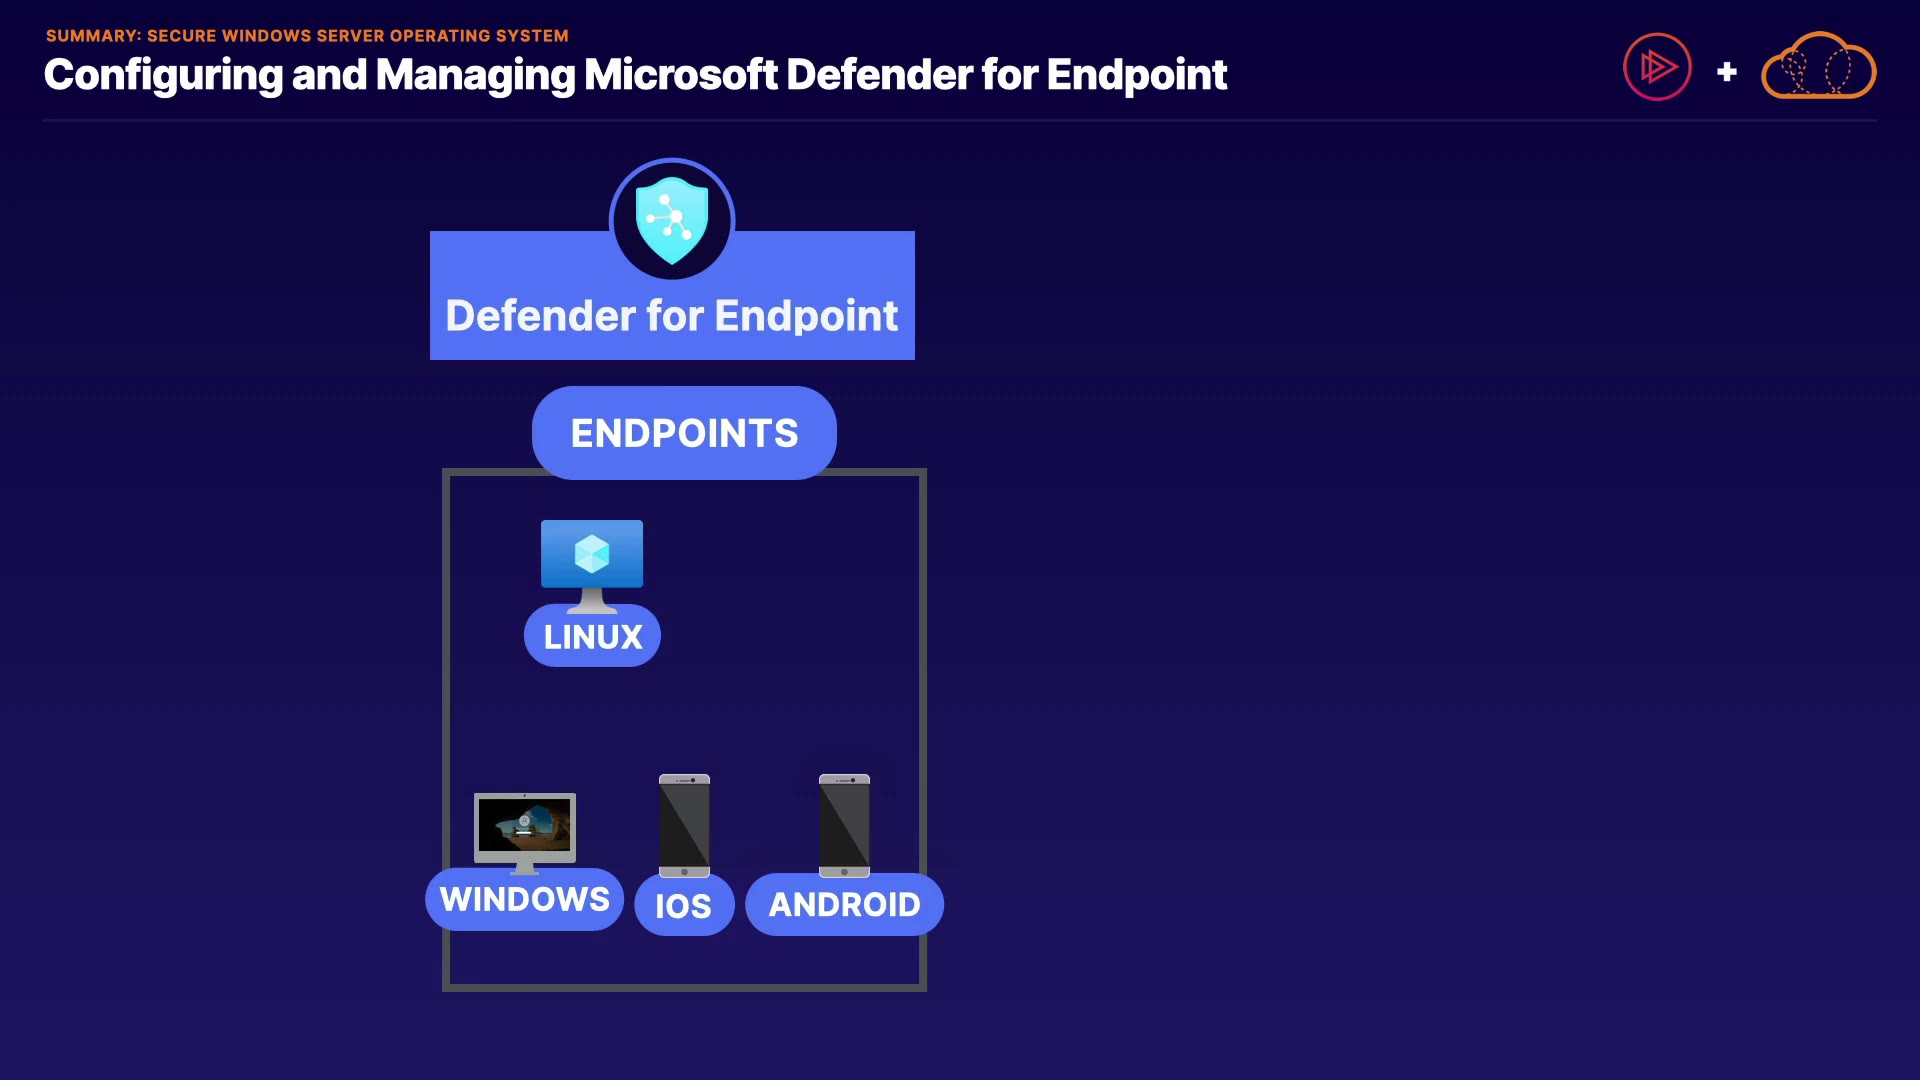 SUMMARY: SECURE WINDOWS SERVER OPERATING SYSTEM
Configuring and Managing Microsoft Defender for Endpoint
+
Defender for Endpoint
ENDPOINTS
LINUX
WINDOWS
IOS
ANDROID